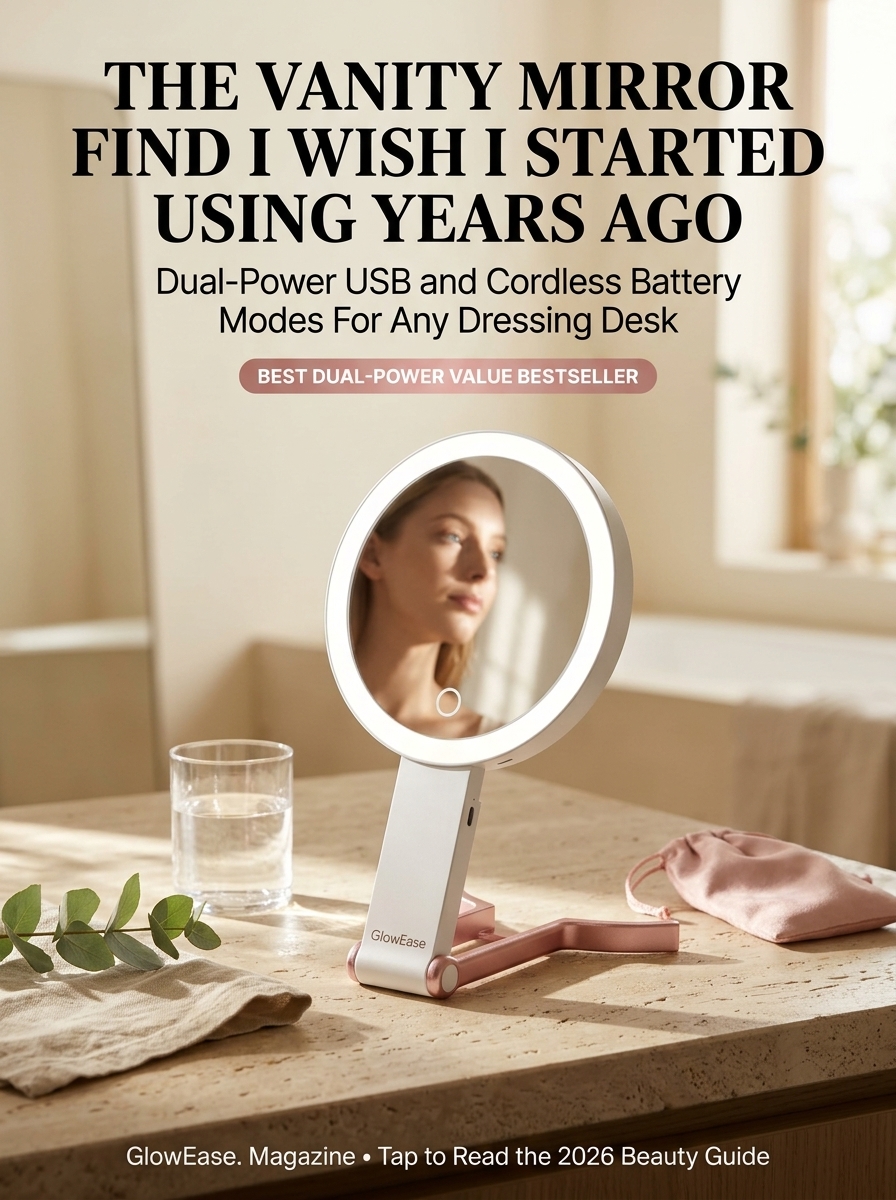 THE VANITY MIRROR
FIND I WISH I STARTED
USING YEARS AGO
Dual-Power USB and Cordless Battery
Modes For Any Dressing Desk
BEST DUAL-POWER VALUE BESTSELLER
GlowEase
GlowEase. Magazine • Tap to Read the 2026 Beauty Guide